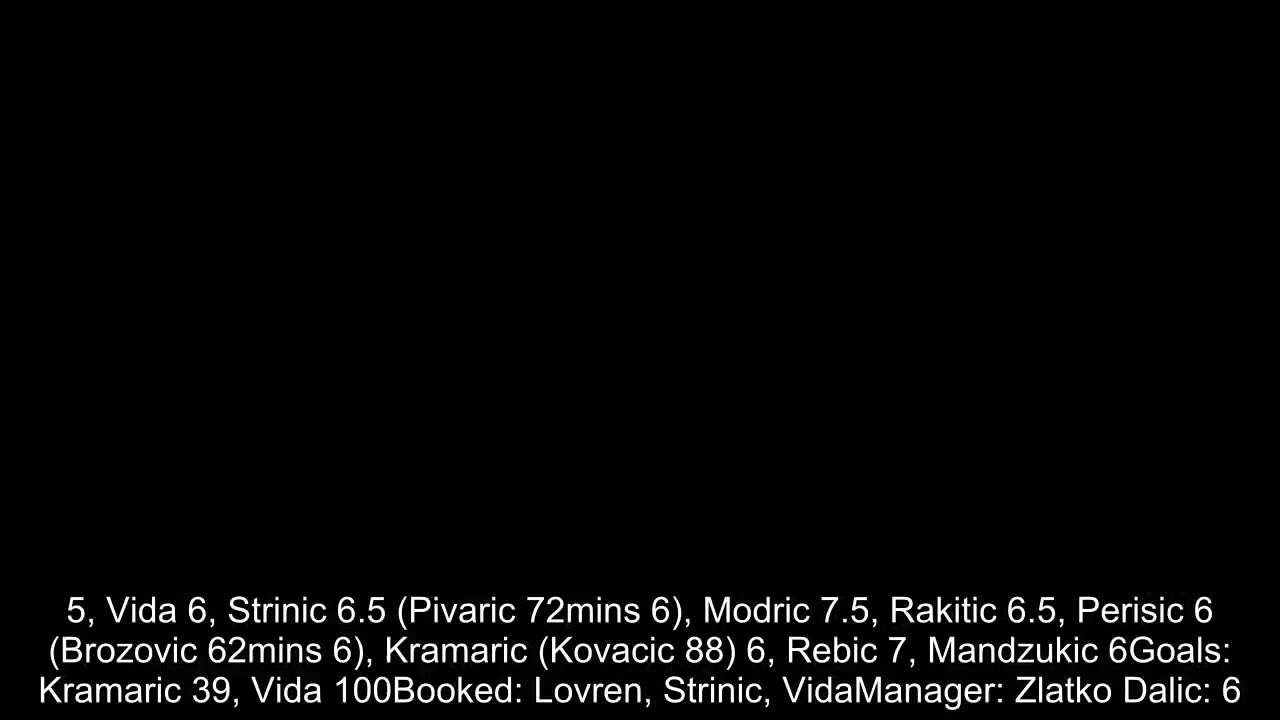 5, Vida 6, Strinic 6.5 (Pivaric 72mins 6), Modric 7.5, Rakitic 6.5, Perisic 6
(Brozovic 62mins 6), Kramaric (Kovacic 88) 6, Rebic 7, Mandzukic 6Goals:
Kramaric 39, Vida 100Booked: Lovren, Strinic, VidaManager: Zlatko Dalic: 6